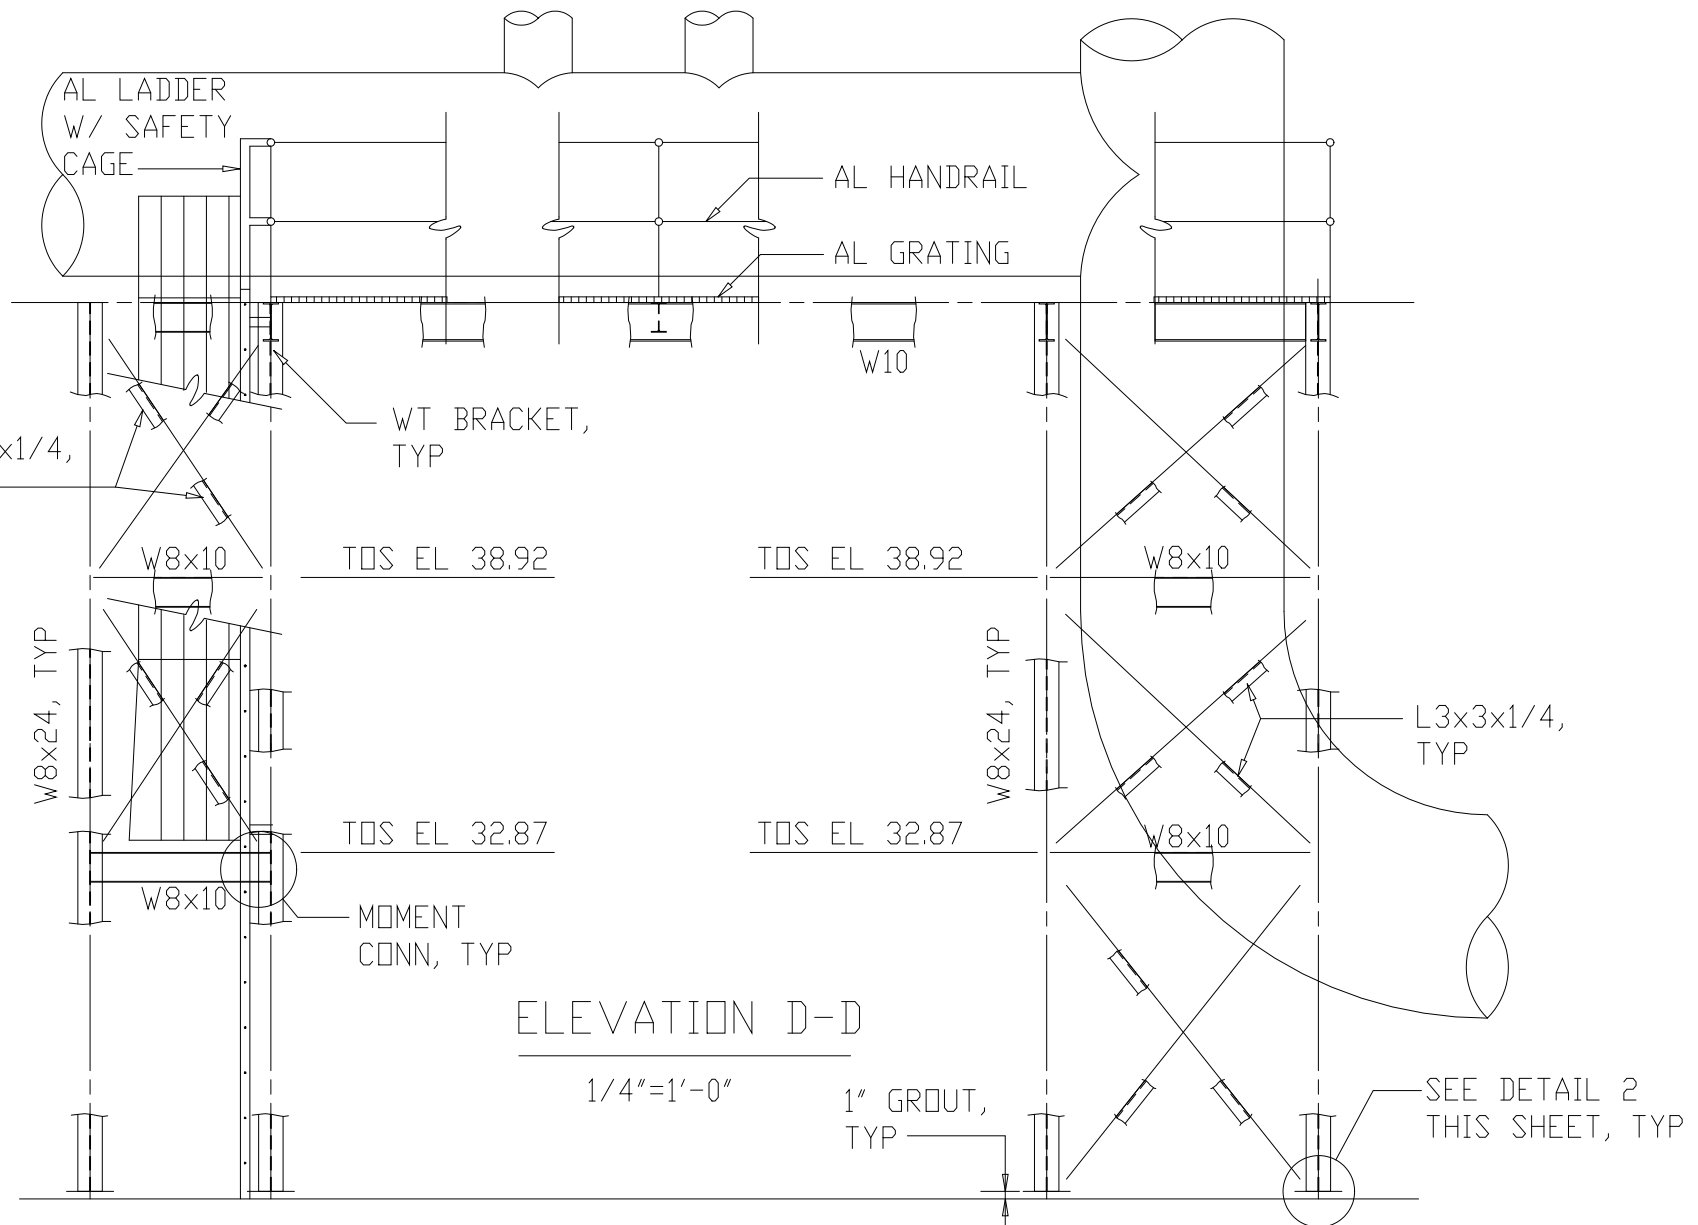 AL LADDER
W/ SAFETY
CAGE
AL HANDRAIL
AL GRATING
W10
WT BRACKET,
TYP
x1/4,
W8x10
TOS EL 38.92
TOS EL 38.92
W8x10
W8x24, TYP
W8x24, TYP
L3x3x1/4,
TYP
TOS EL 32.87
TOS EL 32.87
W8x10
W8x10
MOMENT
CONN, TYP
ELEVATION D-D
1/4"=1'-0"
1" GROUT,
TYP
SEE DETAIL 2
THIS SHEET, TYP